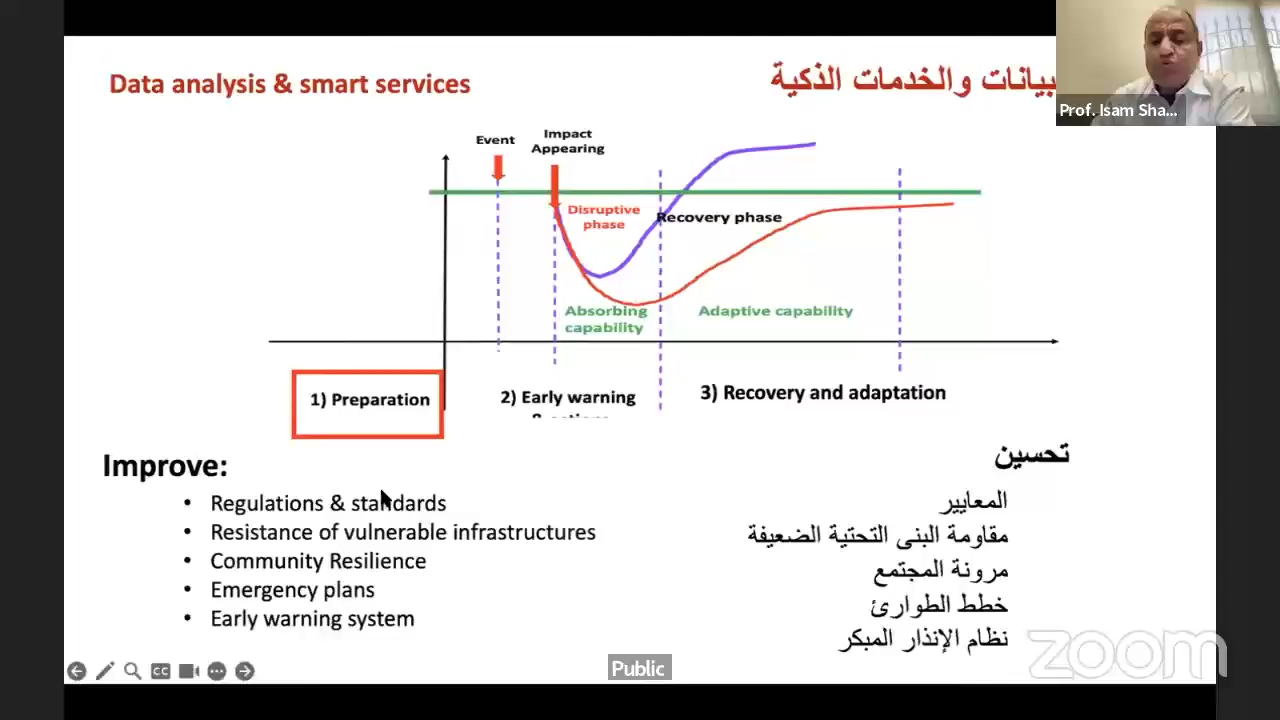 Data analysis & smart services
بيانات والخدمات الذكية
Prof. Isam Sha...
Event
Impact
Appearing
Disruptive
phase
Recovery phase
Absorbing
capability
Adaptive capability
1) Preparation
2) Early warning
3) Recovery and adaptation
Improve:
Regulations & standards
Resistance of vulnerable infrastructures
Community Resilience
Emergency plans
Early warning system
تحسين
المعايير
مقاومة البنى التحتية الضعيفة
مرونة المجتمع
خطط الطوارئ
نظام الإنذار المبكر
CC
Public
zoom